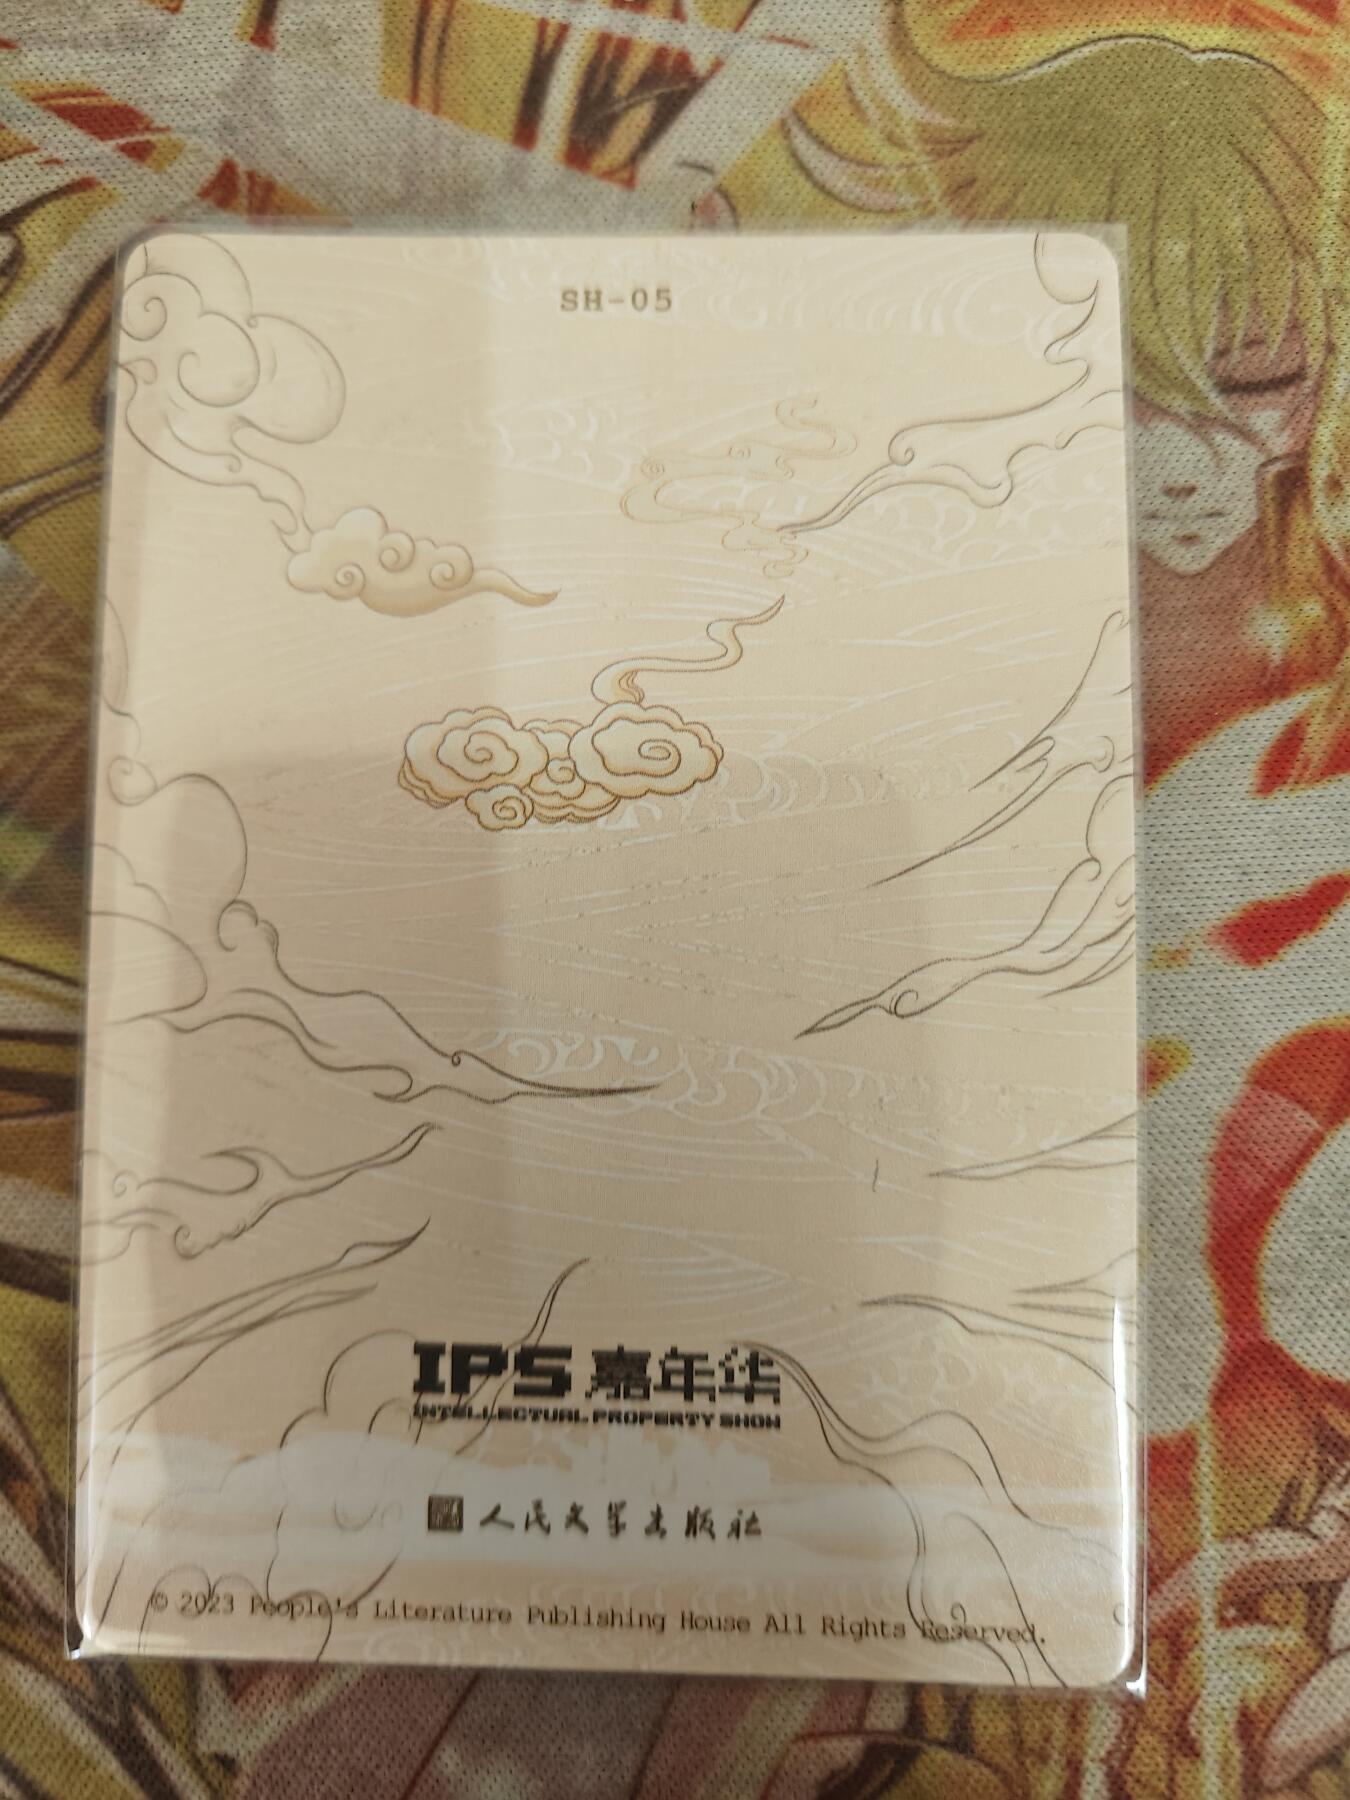 SH-05
IPS 嘉年华
INTELLECTUAL PROPERTY SHOW
人民文学出版社
© 2023 People's Literature Publishing House All Rights Reserved.